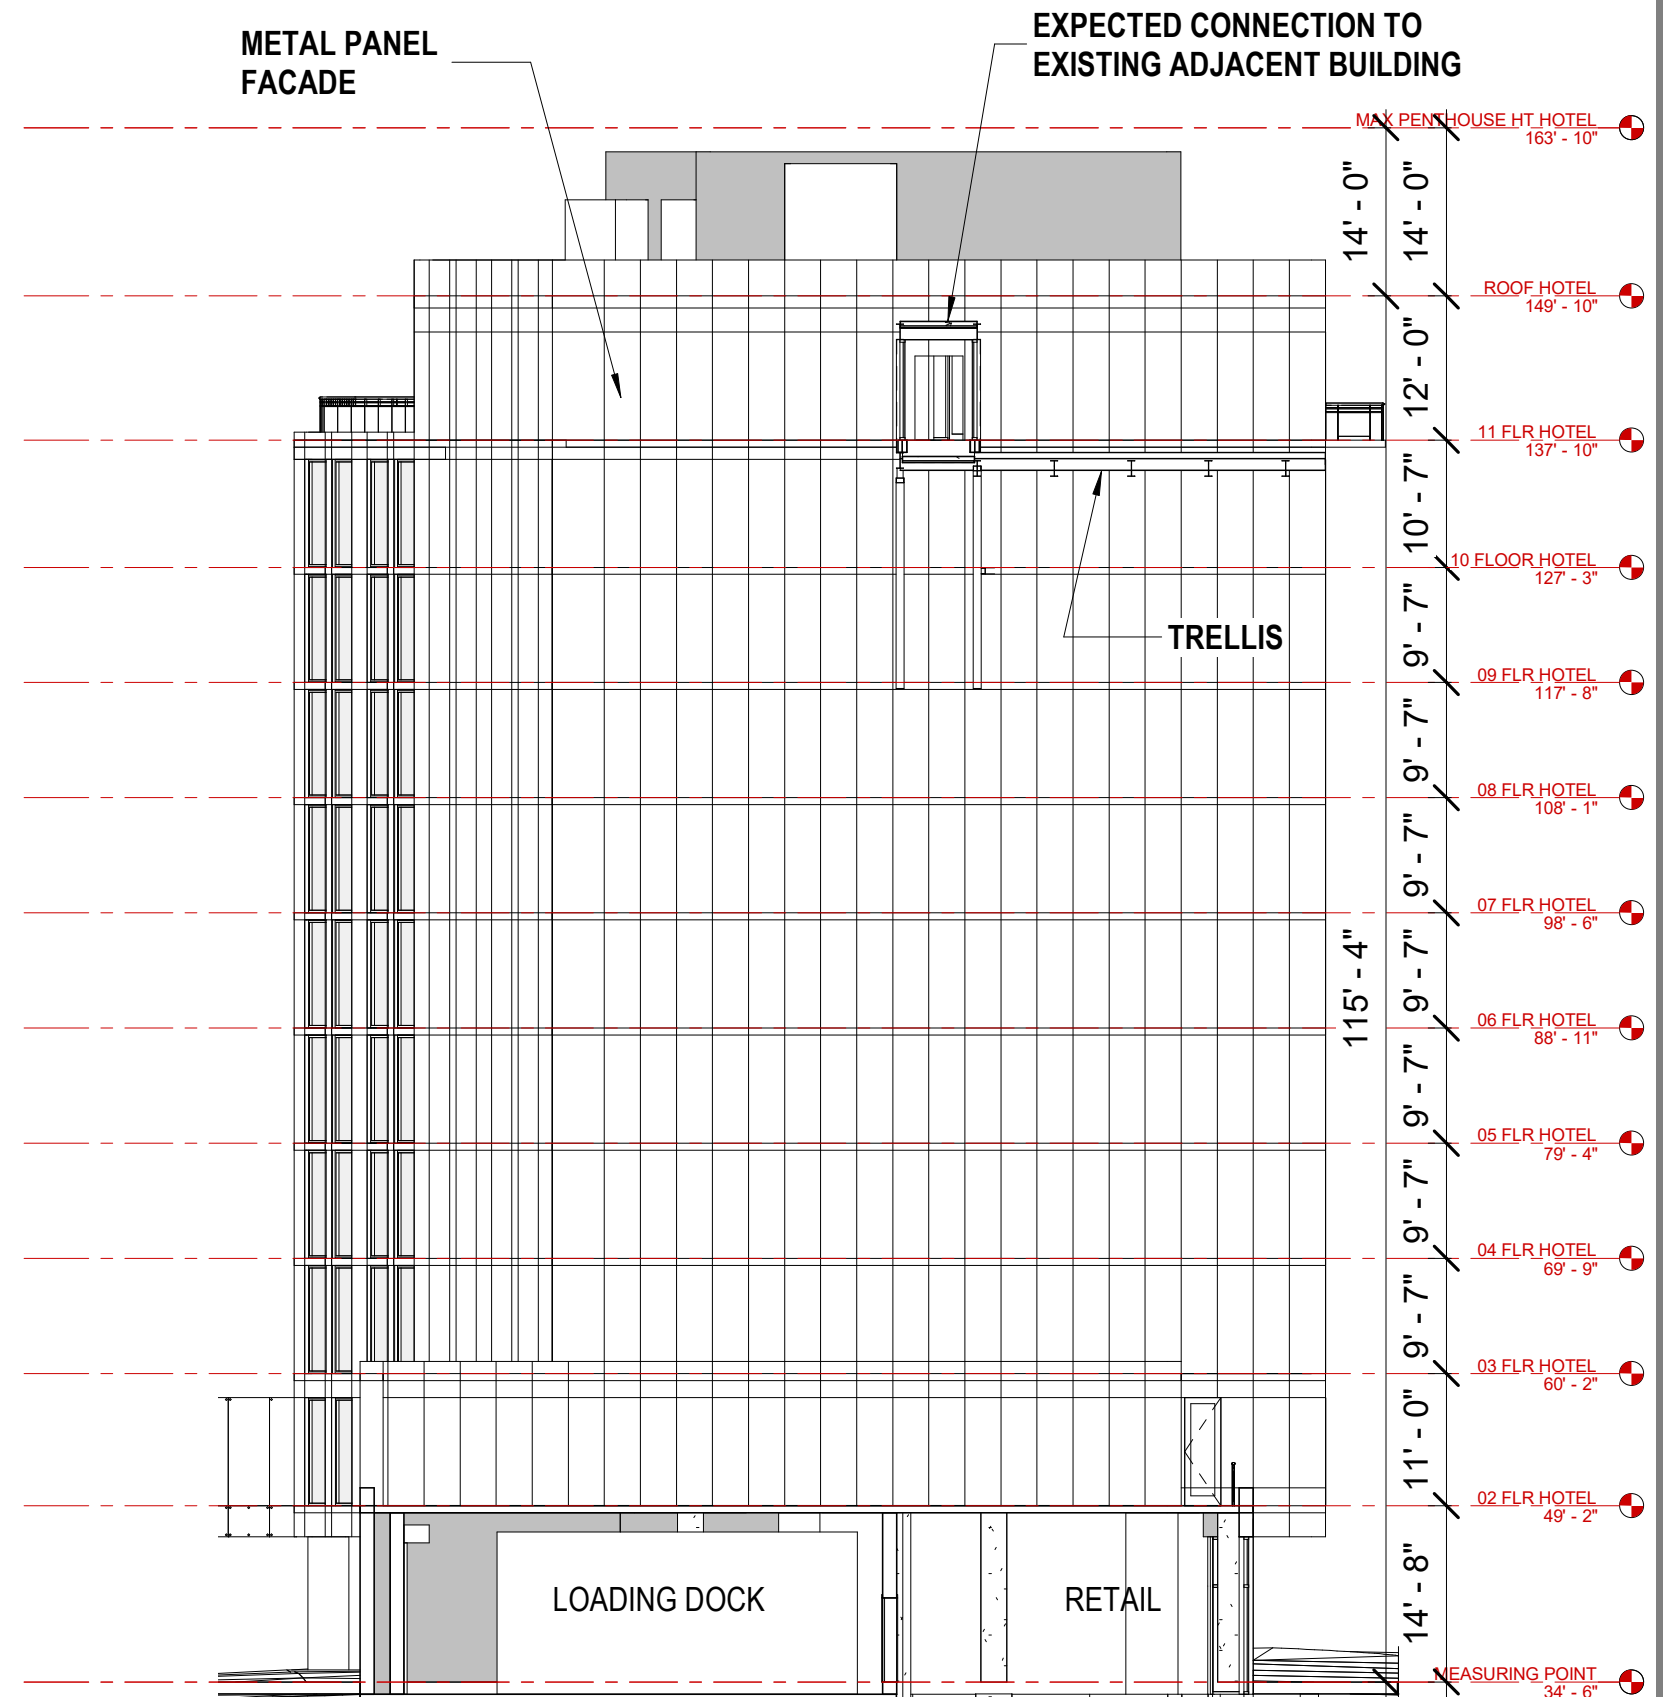 METAL PANEL
FACADE
EXPECTED CONNECTION TO
EXISTING ADJACENT BUILDING
MAX PENTHOUSE HT HOTEL
163' - 10"
14' - 0"
14' - 0"
ROOF HOTEL
149' - 10"
12' - 0"
11 FLR HOTEL
137' - 10"
10' - 7"
10 FLOOR HOTEL
127' - 3"
TRELLIS
9' - 7"
09 FLR HOTEL
117' - 8"
9' - 7"
08 FLR HOTEL
108' - 1"
9' - 7"
07 FLR HOTEL
98' - 6"
115' - 4"
9' - 7"
06 FLR HOTEL
88' - 11"
9' - 7"
05 FLR HOTEL
79' - 4"
9' - 7"
04 FLR HOTEL
69' - 9"
9' - 7"
03 FLR HOTEL
60' - 2"
11' - 0"
02 FLR HOTEL
49' - 2"
LOADING DOCK
RETAIL
14' - 8"
MEASURING POINT
34' - 6"